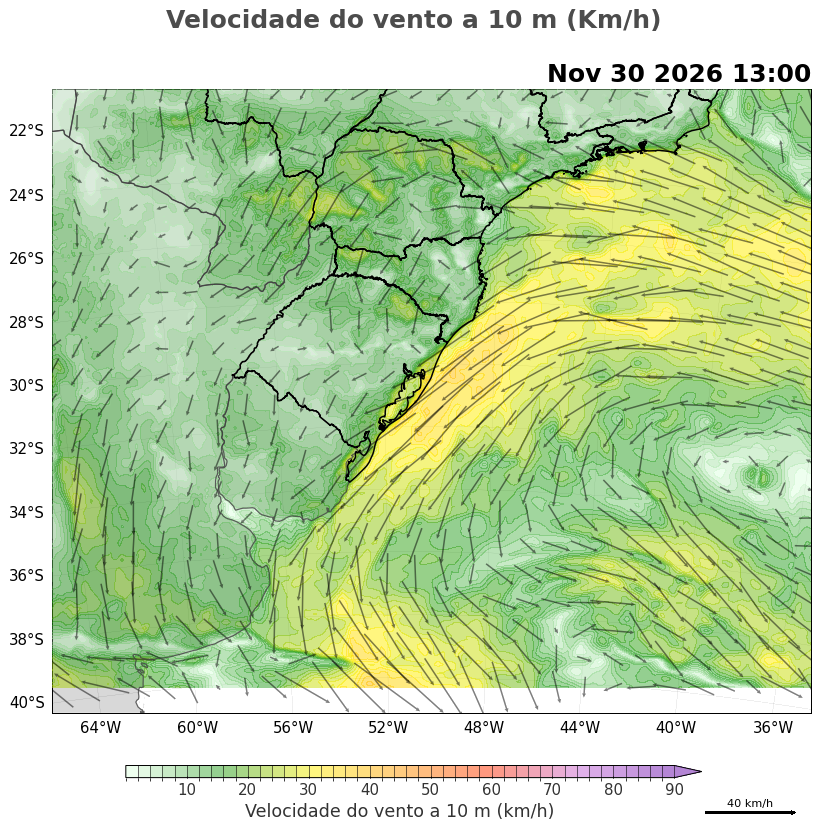 Velocidade do vento a 10 m (Km/h)
Nov 30 2026 13:00
22°S
24°S
26°S
28°S
30°S
32°S
34°S
36°S
38°S
40°S
64°W 60°W 56°W 52°W 48°W 44°W 40°W 36°W
10 20 30 40 50 60 70 80 90
Velocidade do vento a 10 m (km/h)
40 km/h